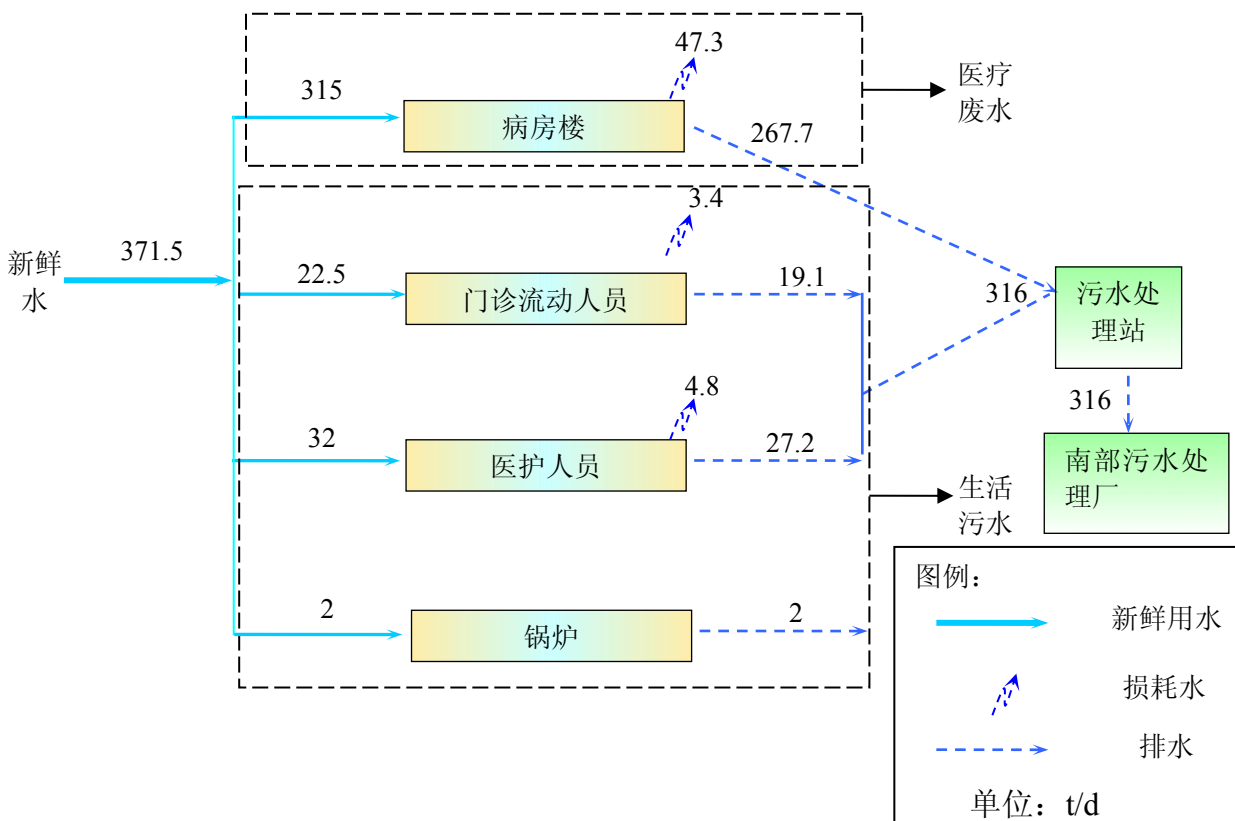 47.3
315
病房楼
267.7
医疗
废水
3.4
新鲜
水
371.5
22.5
门诊流动人员
19.1
316
污水处
理站
4.8
32
医护人员
27.2
316
南部污水处
理厂
生活
污水
2
锅炉
2
图例：
新鲜用水
损耗水
排水
单位：t/d